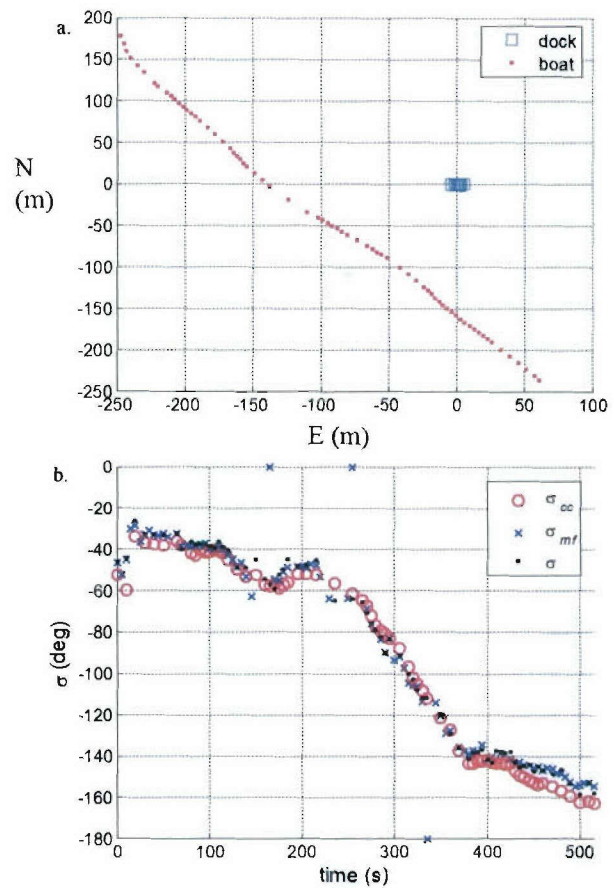 a.
200
150
100
50
0
-50
-100
-150
-200
-250
N
(m)
dock
boat
-250 -200 -150 -100 -50 0 50 100
E (m)
b.
0
-20
-40
-60
-80
-100
-120
-140
-160
-180
σ (deg)
σcc
σmf
σ
0 100 200 300 400 500
time (s)